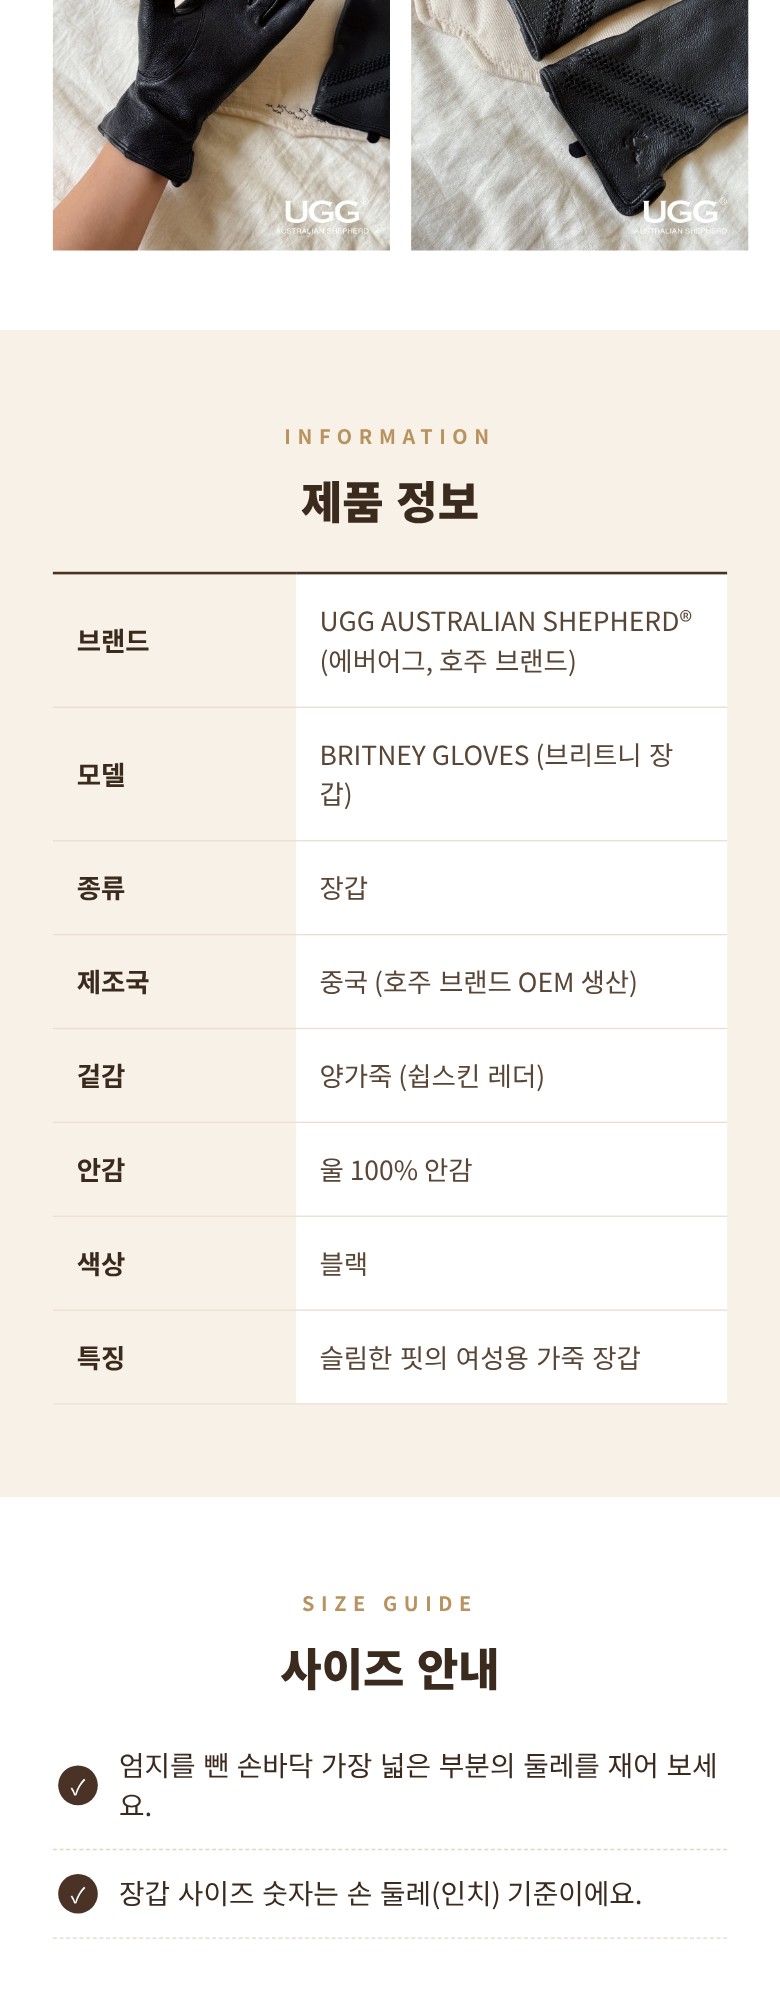 UGG
AUSTRALIAN SHEPHERD
UGG®
AUSTRALIAN SHEPHERD
INFORMATION
제품 정보
브랜드
UGG AUSTRALIAN SHEPHERD®
(에버어그, 호주 브랜드)
모델
BRITNEY GLOVES (브리트니 장
갑)
종류
장갑
제조국
중국 (호주 브랜드 OEM 생산)
겉감
양가죽 (쉽스킨 레더)
안감
울 100% 안감
색상
블랙
특징
슬림한 핏의 여성용 가죽 장갑
SIZE GUIDE
사이즈 안내
엄지를 뺀 손바닥 가장 넓은 부분의 둘레를 재어 보세
요.
장갑 사이즈 숫자는 손 둘레(인치) 기준이에요.